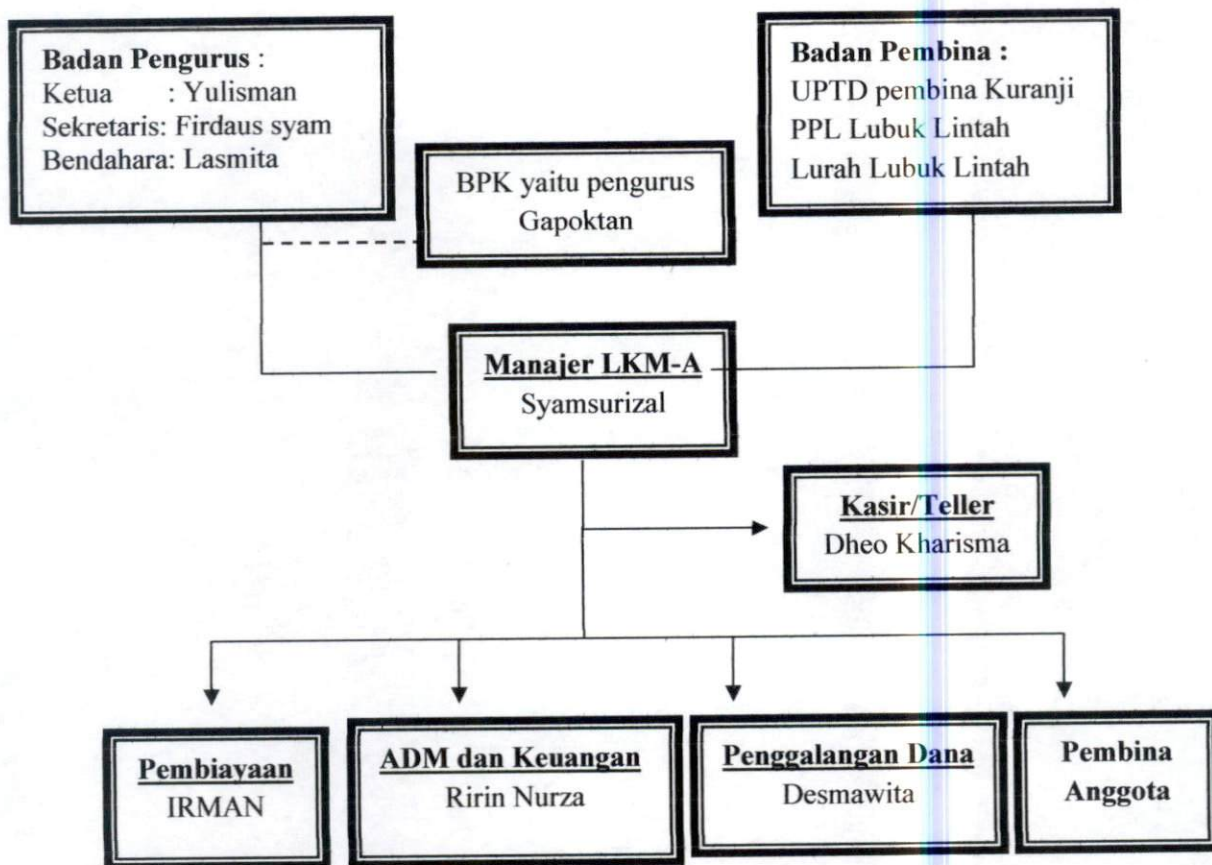 Badan Pengurus :
Ketua : Yulisman
Sekretaris: Firdaus syam
Bendahara: Lasmita
Badan Pembina :
UPTD pembina Kuranji
PPL Lubuk Lintah
Lurah Lubuk Lintah
BPK yaitu pengurus
Gapoktan
Manajer LKM-A
Syamsurizal
Kasir/Teller
Dheo Kharisma
Pembiayaan
IRMAN
ADM dan Keuangan
Ririn Nurza
Penggalangan Dana
Desmawita
Pembina
Anggota